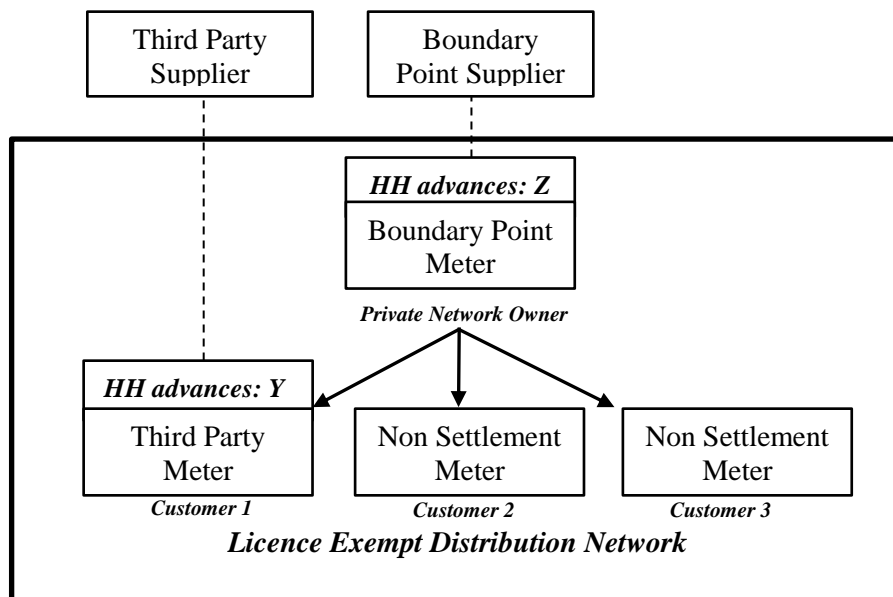 Third Party
Supplier
Boundary
Point Supplier
HH advances: Z
Boundary Point
Meter
Private Network Owner
HH advances: Y
Third Party
Meter
Customer 1
Non Settlement
Meter
Customer 2
Non Settlement
Meter
Customer 3
Licence Exempt Distribution Network